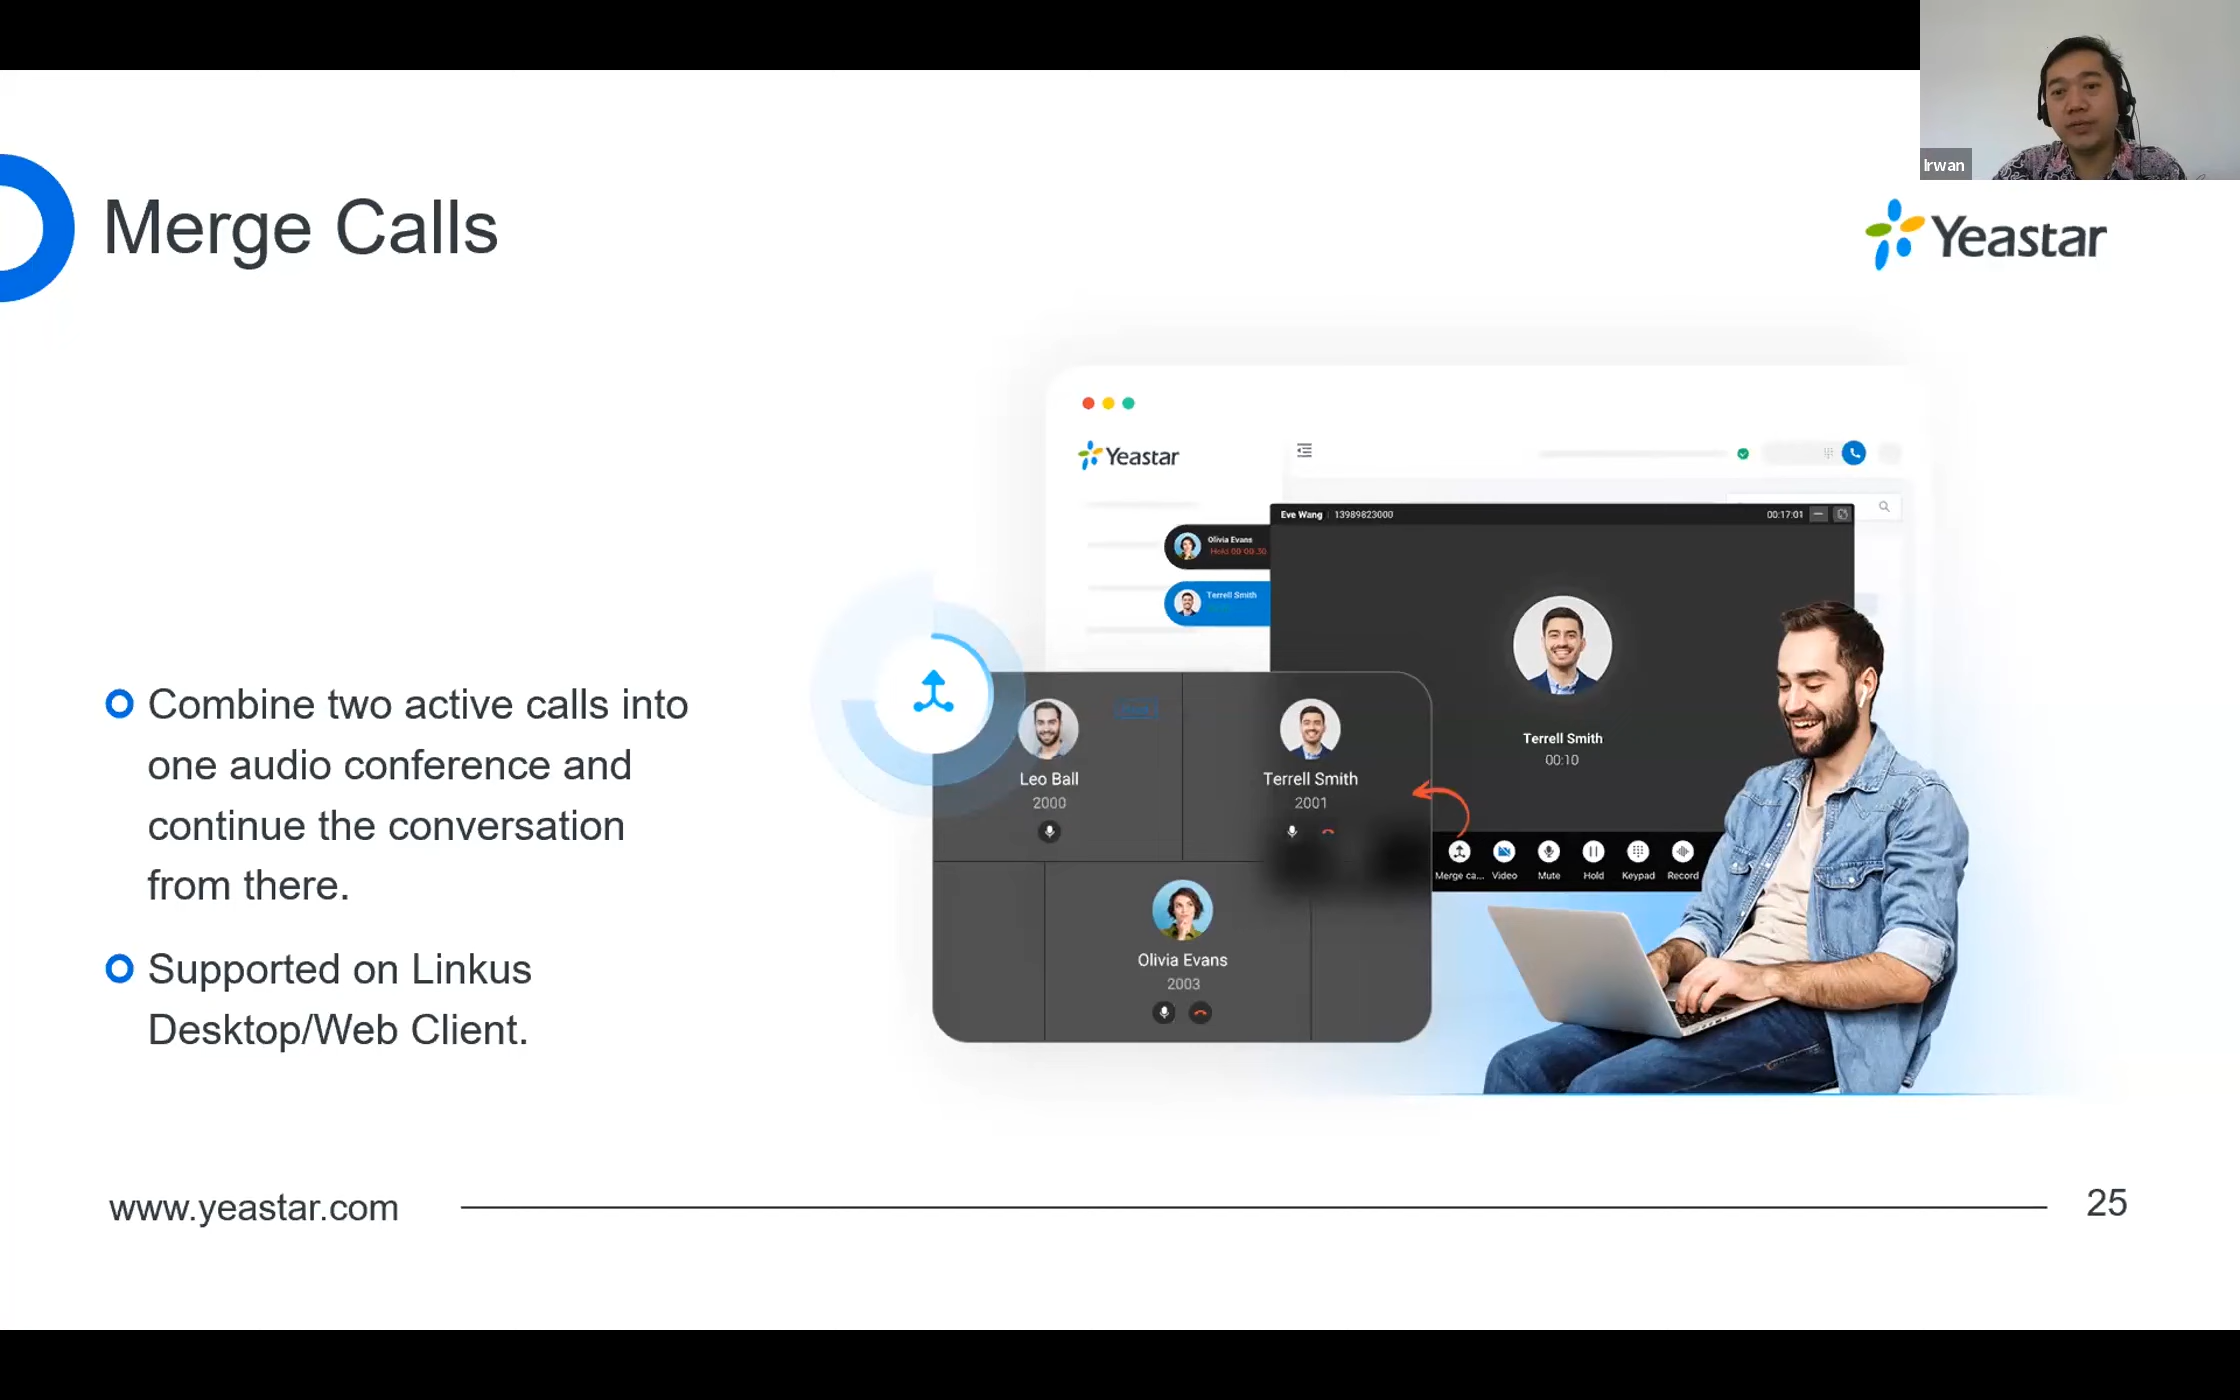 Irwan
Merge Calls
Yeastar
Yeastar
Eve Wang 13989823000
00:17:01
Olivia Evans
Held 00:00:30
Terrell Smith
Terrell Smith
00:10
Leo Ball
2000
Terrell Smith
2001
Olivia Evans
2003
Merge ca... Video Mute Hold Keypad Record
Combine two active calls into
one audio conference and
continue the conversation
from there.
Supported on Linkus
Desktop/Web Client.
www.yeastar.com
25